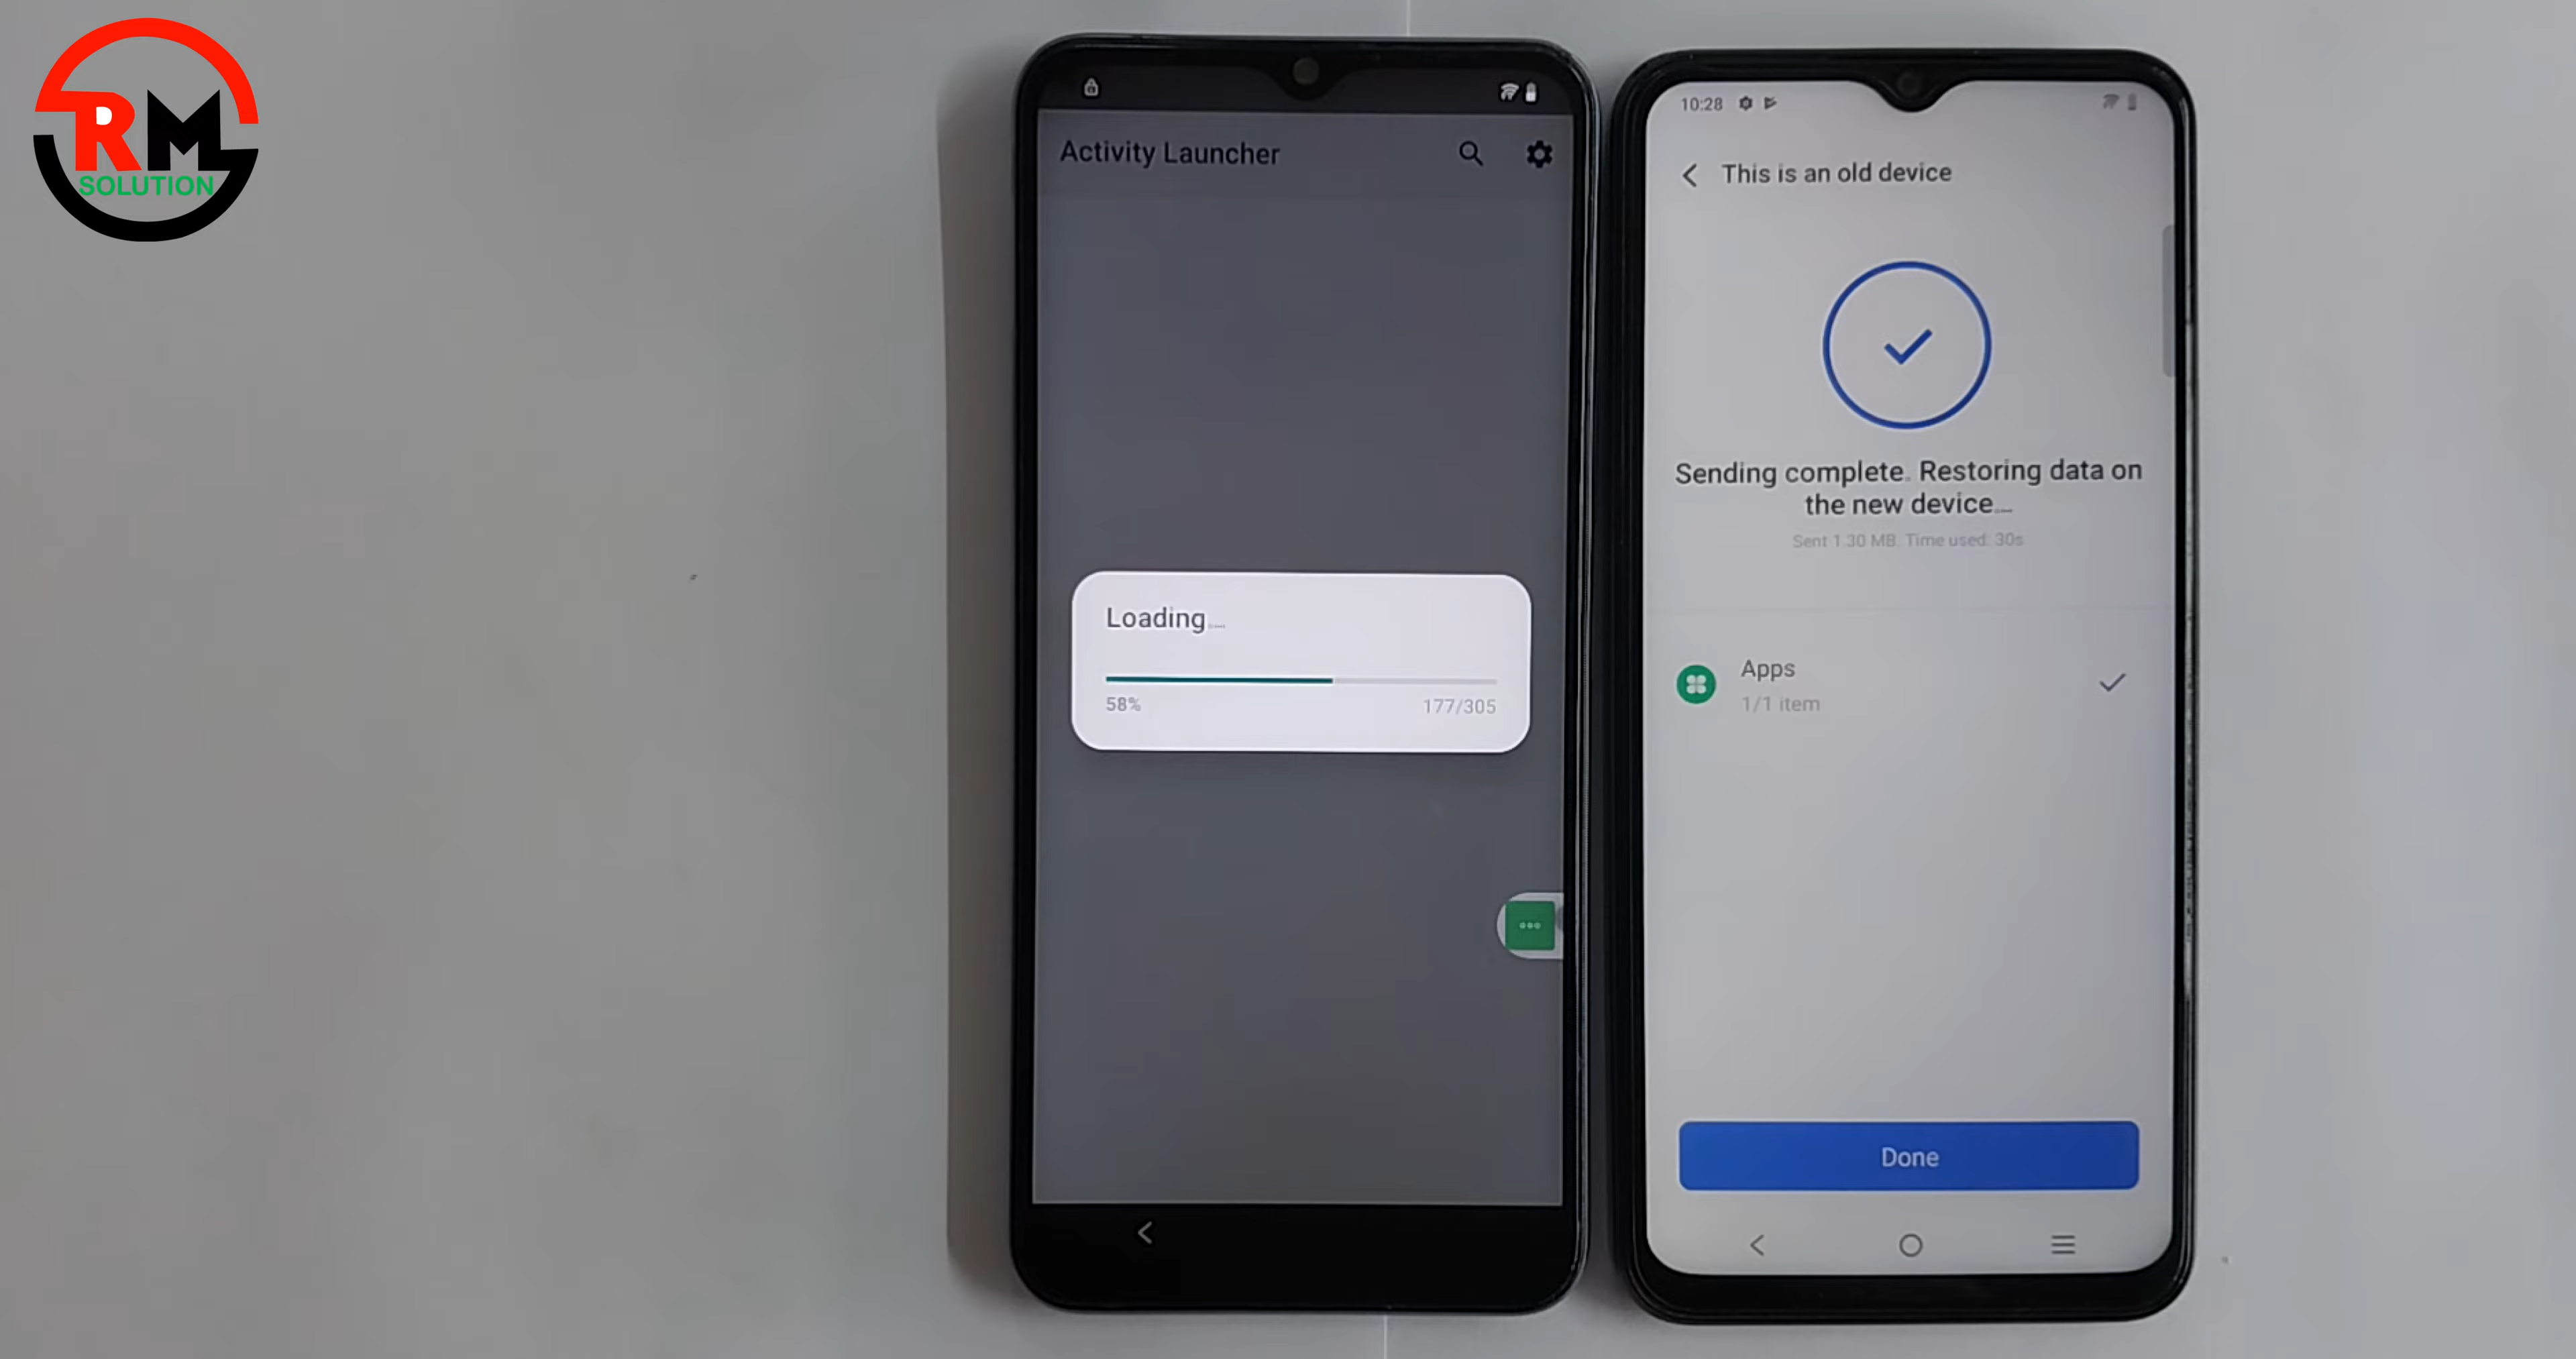 RM
SOLUTION
Activity Launcher
Loading...
58%
177/305
10:28
This is an old device
Sending complete. Restoring data on
the new device...
Sent 1.30 MB. Time used: 30s
Apps
1/1 item
Done